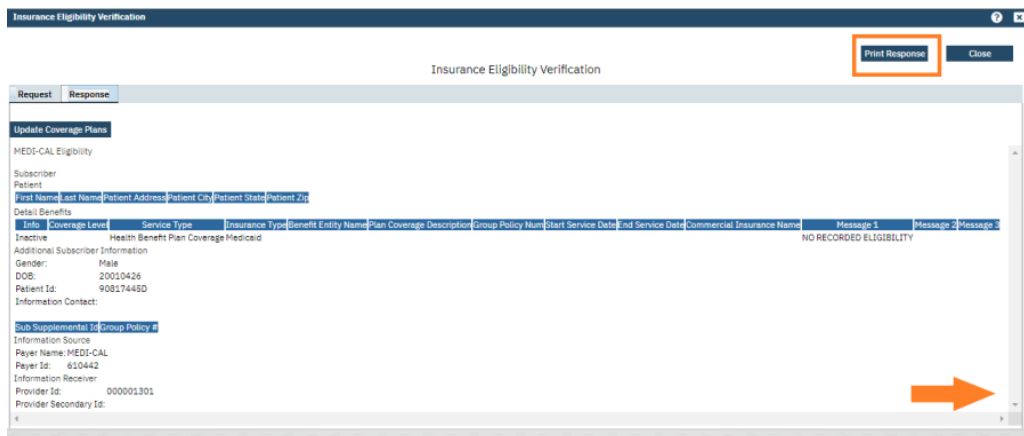 Insurance Eligibility Verification
Print Response Close
Insurance Eligibility Verification
Request Response
Update Coverage Plans
MEDI-CAL Eligibility
Subscriber
Patient
First Name Last Name Patient Address Patient City Patient State Patient Zip
Detail Benefits
Info Coverage Level Service Type Insurance Type Benefit Entity Name Plan Coverage Description Group Policy Num Start Service Date End Service Date Commercial Insurance Name Message 1 Message 2 Message 3
Inactive Health Benefit Plan Coverage Medicaid NO RECORDED ELIGIBILITY
Additional Subscriber Information
Gender: Male
DOB: 20010426
Patient Id: 90817445D
Information Contact:
Sub Supplemental Id Group Policy #
Information Source
Payer Name: MEDI-CAL
Payer Id: 610442
Information Receiver
Provider Id: 000001301
Provider Secondary Id: